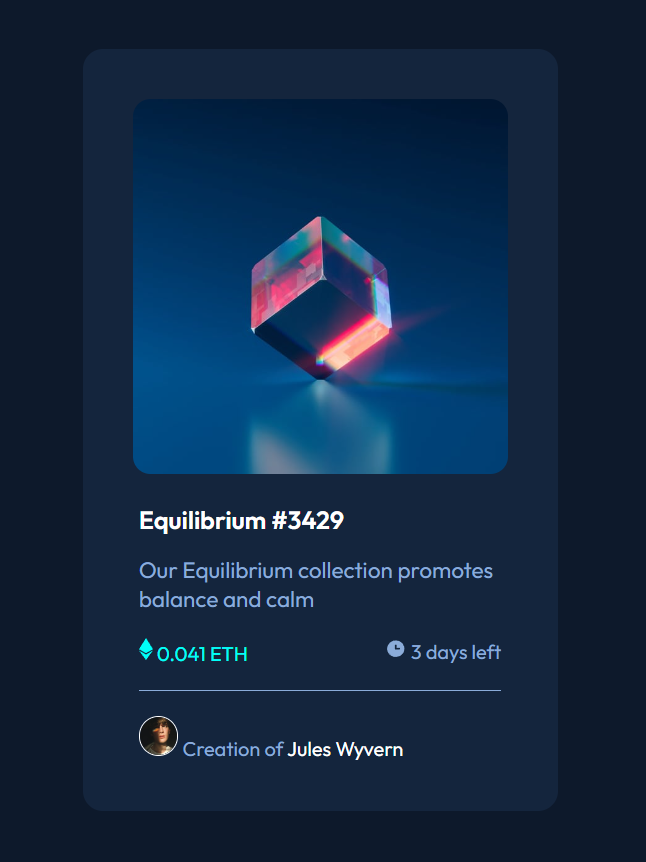 Equilibrium #3429
Our Equilibrium collection promotes
balance and calm
0.041 ETH 3 days left
Creation of Jules Wyvern